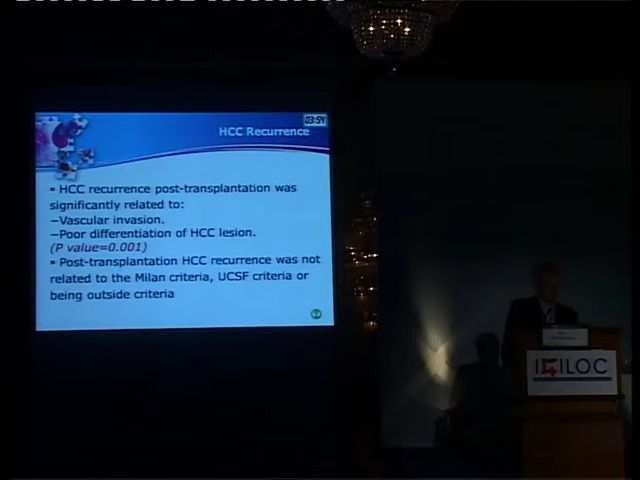 03:54
HCC Recurrence
• HCC recurrence post-transplantation was
significantly related to:
–Vascular invasion.
–Poor differentiation of HCC lesion.
(P value=0.001)
• Post-transplantation HCC recurrence was not
related to the Milan criteria, UCSF criteria or
being outside criteria
ILOC